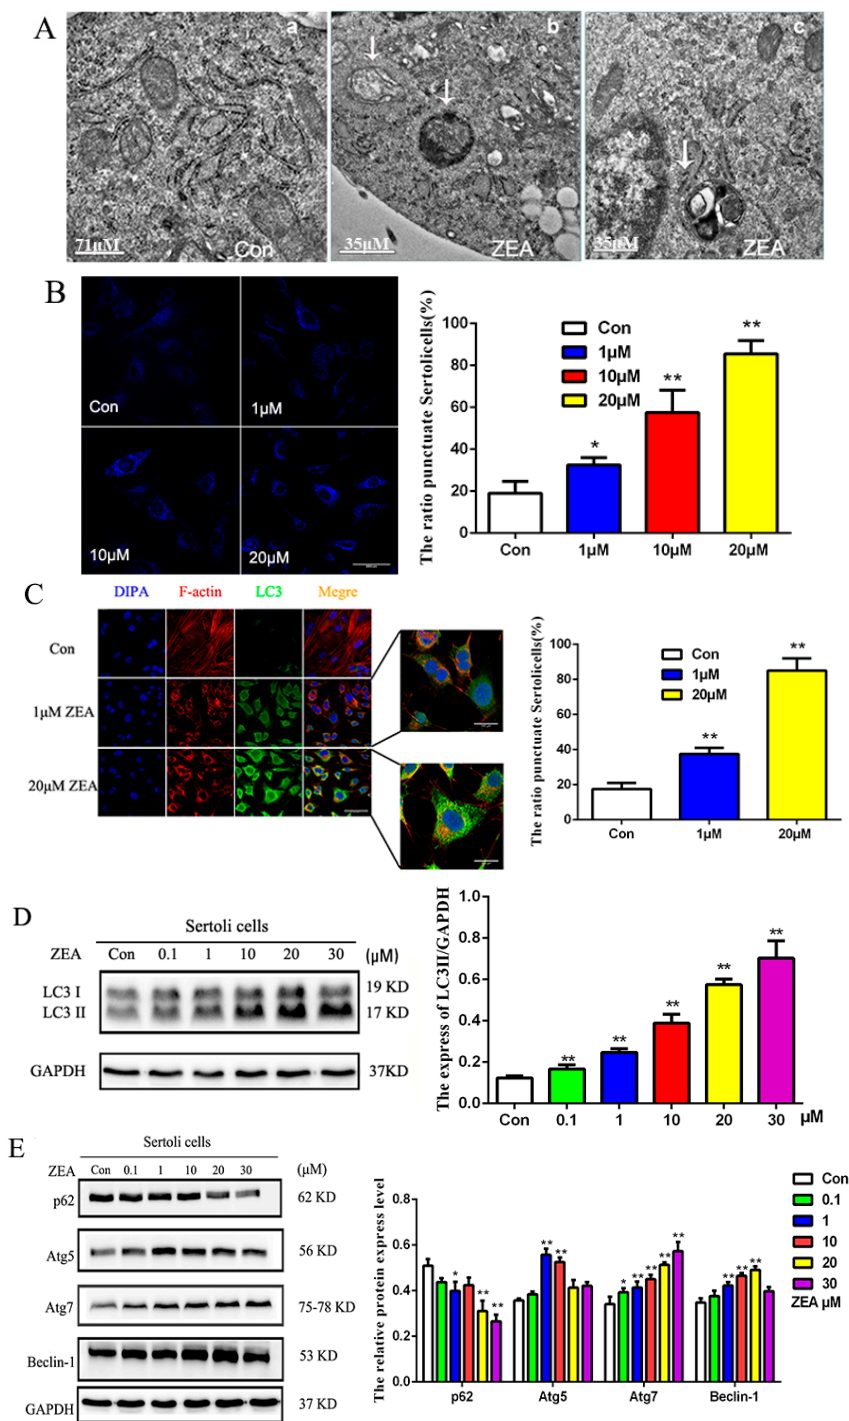 A
a
b
c
71µM
Con
35µM
ZEA
35µM
ZEA
B
Con
1µM
10µM
20µM
The ratio punctuate Sertolicells(%)
100
80
60
40
20
0
Con
1µM
10µM
20µM
*
**
**
Con
1µM
10µM
20µM
C
DIPA F-actin LC3 Megre
Con
1µM ZEA
20µM ZEA
The ratio punctuate Sertolicells(%)
100
80
60
40
20
0
Con
1µM
20µM
**
**
Con
1µM
20µM
D
Sertoli cells
ZEA Con 0.1 1 10 20 30 (µM)
LC3 I 19 KD
LC3 II 17 KD
GAPDH 37KD
The express of LC3II/GAPDH
1.0
0.8
0.6
0.4
0.2
0.0
**
**
**
**
**
Con 0.1 1 10 20 30 µM
E
Sertoli cells
ZEA Con 0.1 1 10 20 30 (µM)
p62 62 KD
Atg5 56 KD
Atg7 75-78 KD
Beclin-1 53 KD
GAPDH 37 KD
The relative protein express level
0.8
0.6
0.4
0.2
0.0
* ** **
** **
* ** ** ** **
** ** **
p62 Atg5 Atg7 Beclin-1
Con
0.1
1
10
20
30
ZEA µM